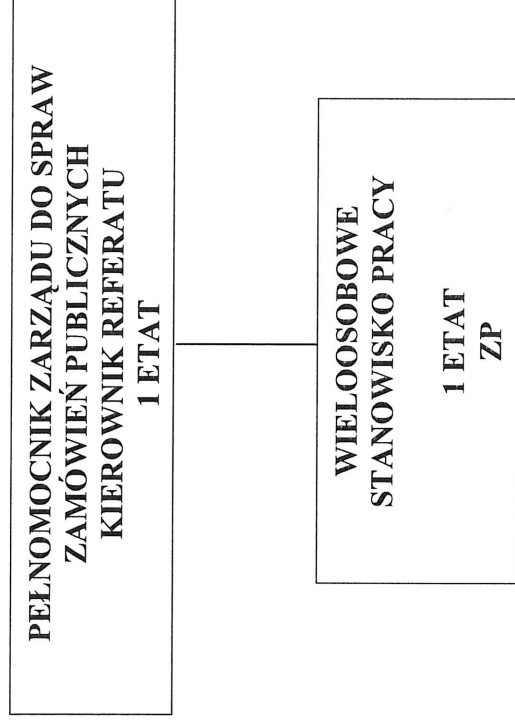 PEŁNOMOCNIK ZARZĄDU DO SPRAW
ZAMÓWIEŃ PUBLICZNYCH
KIEROWNIK REFERATU
1 ETAT
WIELOOSOBOWE
STANOWISKO PRACY
1 ETAT
ZP